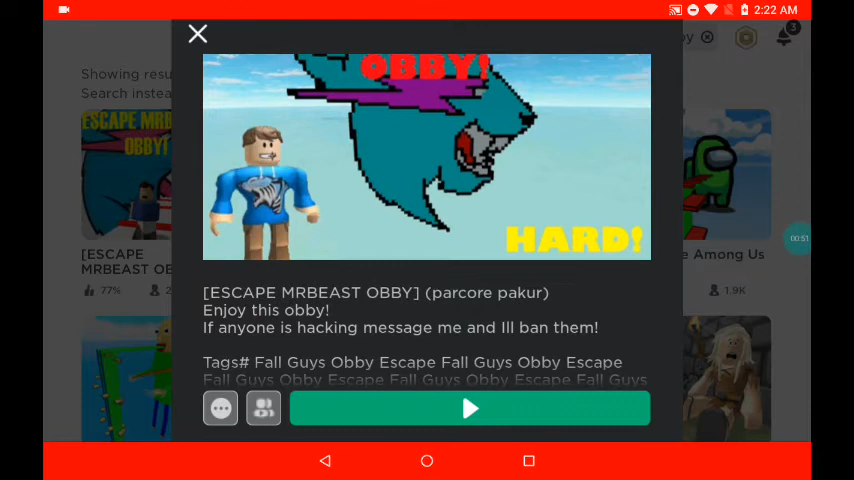 2:22 AM
by
3
Showing resu
Search instea
OBBY!
HARD!
ESCAPE MRB
OBBY!
[ESCAPE
MRBEAST OB
77%
2
e Among Us
1.9K
00:51
[ESCAPE MRBEAST OBBY] (parcore pakur)
Enjoy this obby!
If anyone is hacking message me and Ill ban them!
Tags# Fall Guys Obby Escape Fall Guys Obby Escape
Fall Guys Obby Escape Fall Guys Obby Escape Fall Guys